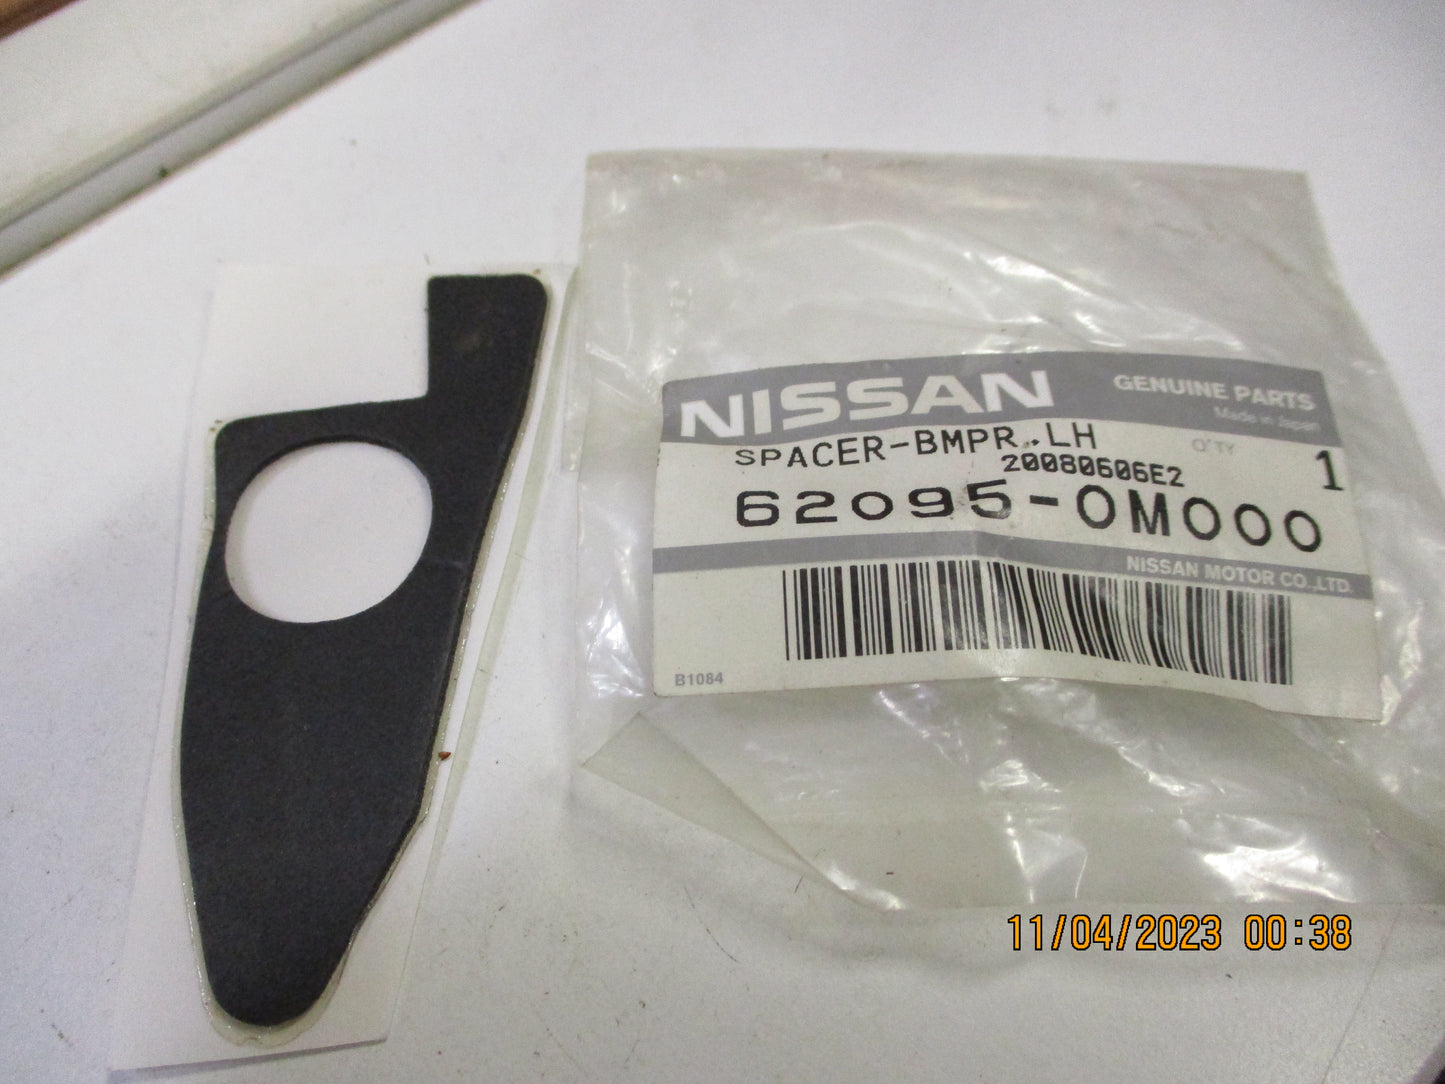 NISSAN
GENUINE PARTS
Made in Japan
SPACER-BMPR.LH
Q'TY
1
20080606E2
62095-0M000
NISSAN MOTOR CO.,LTD.
B1084
11/04/2023 00:38